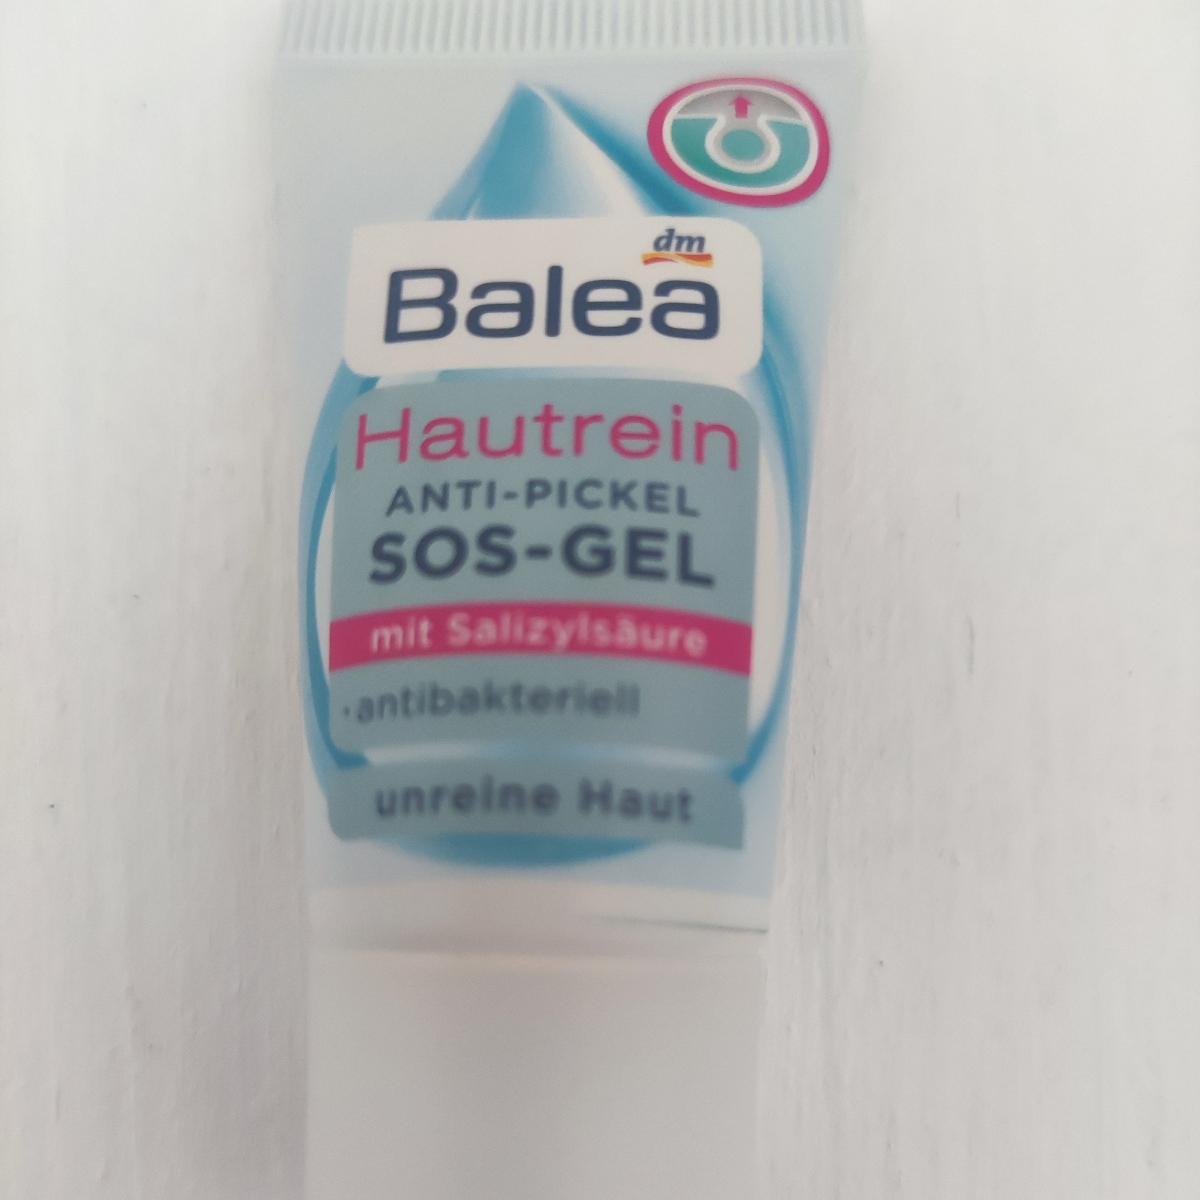 dm
Balea
Hautrein
ANTI-PICKEL
SOS-GEL
mit Salizylsäure
· antibakteriell
unreine Haut